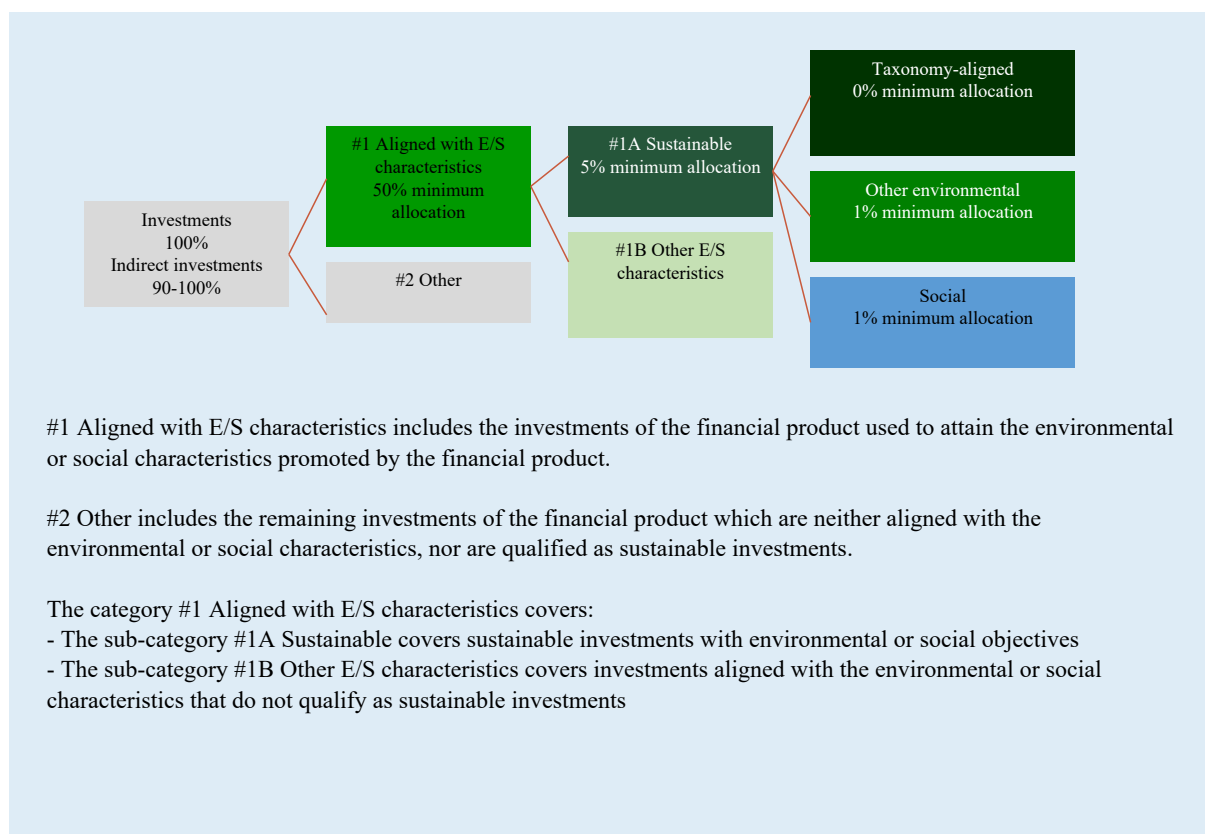 Investments
100%
Indirect investments
90-100%
#1 Aligned with E/S
characteristics
50% minimum
allocation
#2 Other
#1A Sustainable
5% minimum allocation
#1B Other E/S
characteristics
Taxonomy-aligned
0% minimum allocation
Other environmental
1% minimum allocation
Social
1% minimum allocation
#1 Aligned with E/S characteristics includes the investments of the financial product used to attain the environmental
or social characteristics promoted by the financial product.
#2 Other includes the remaining investments of the financial product which are neither aligned with the
environmental or social characteristics, nor are qualified as sustainable investments.
The category #1 Aligned with E/S characteristics covers:
- The sub-category #1A Sustainable covers sustainable investments with environmental or social objectives
- The sub-category #1B Other E/S characteristics covers investments aligned with the environmental or social
characteristics that do not qualify as sustainable investments